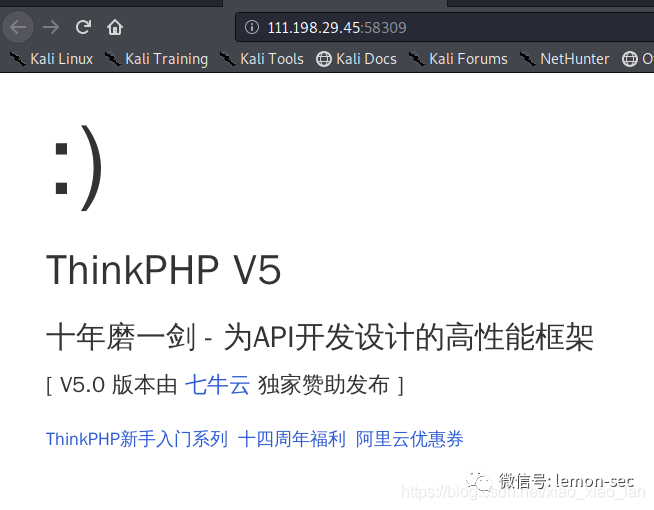 111.198.29.45:58309
Kali Linux Kali Training Kali Tools Kali Docs Kali Forums NetHunter O
:)
ThinkPHP V5
十年磨一剑 - 为API开发设计的高性能框架
[ V5.0 版本由 七牛云 独家赞助发布 ]
ThinkPHP新手入门系列 十四周年福利 阿里云优惠券
微信号: lemon-sec
https://blog.csdn.net/xiao_xiao_lan